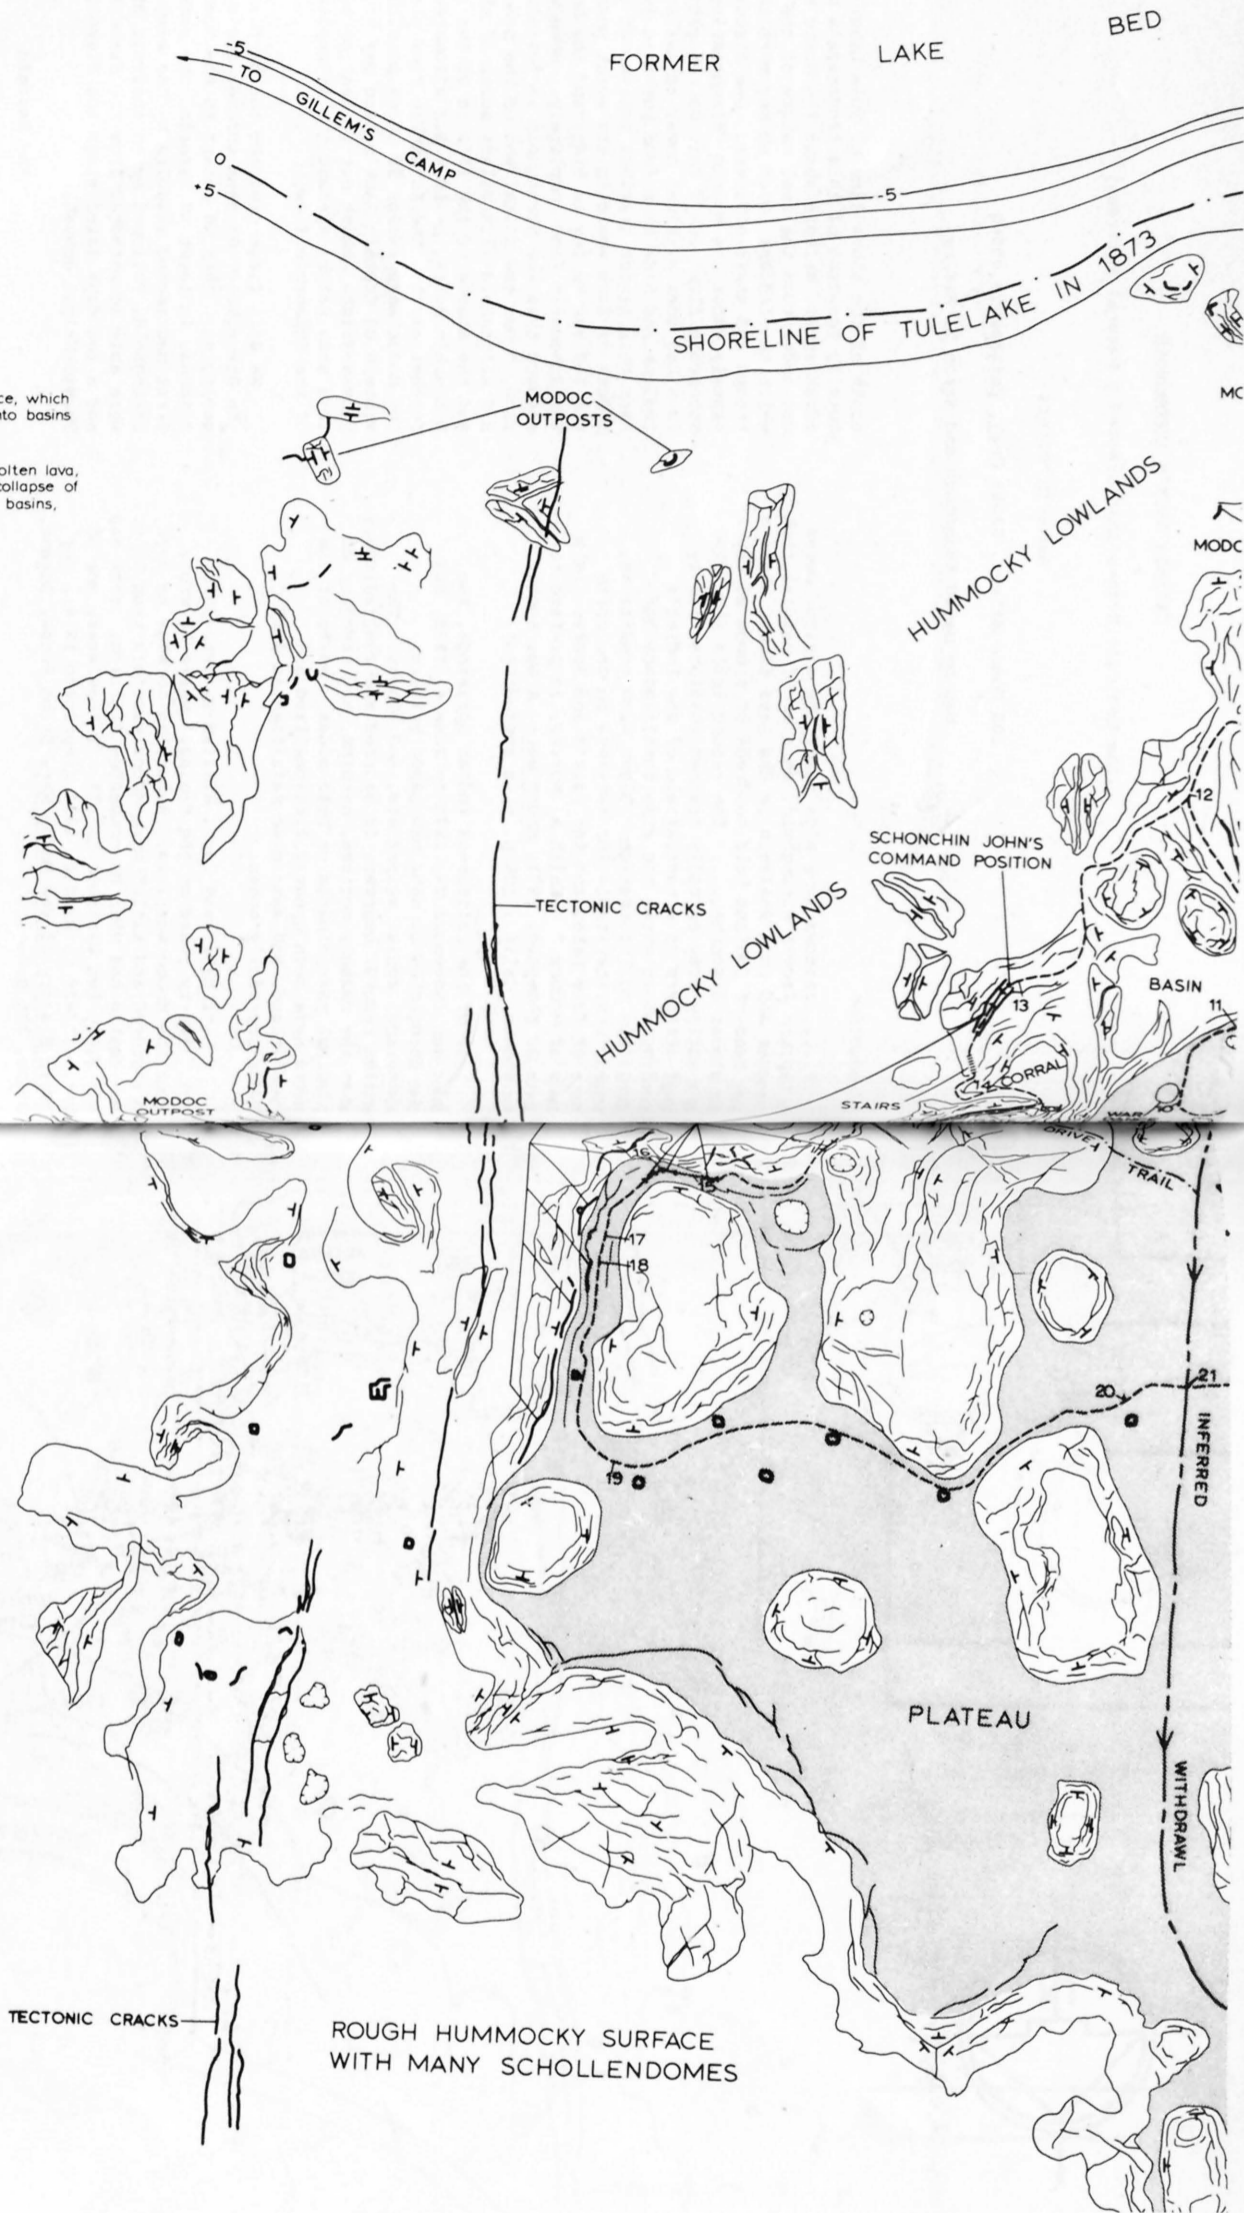 BED
FORMER LAKE
-5
TO GILLEM'S CAMP
0
+5
-5
SHORELINE OF TULELAKE IN 1873
ce, which
nto basins
MODOC
OUTPOSTS
MC
olten lava,
collapse of
basins,
HUMMOCKY LOWLANDS
MODC
12
SCHONCHIN JOHN'S
COMMAND POSITION
TECTONIC CRACKS
HUMMOCKY LOWLANDS
BASIN
13
11
CORRAL
MODOC
OUTPOST
STAIRS
WAR
DRIVE
TRAIL
15
17
18
21
20
INFERRED
19
PLATEAU
WITHDRAWL
TECTONIC CRACKS
ROUGH HUMMOCKY SURFACE
WITH MANY SCHOLLENDOMES